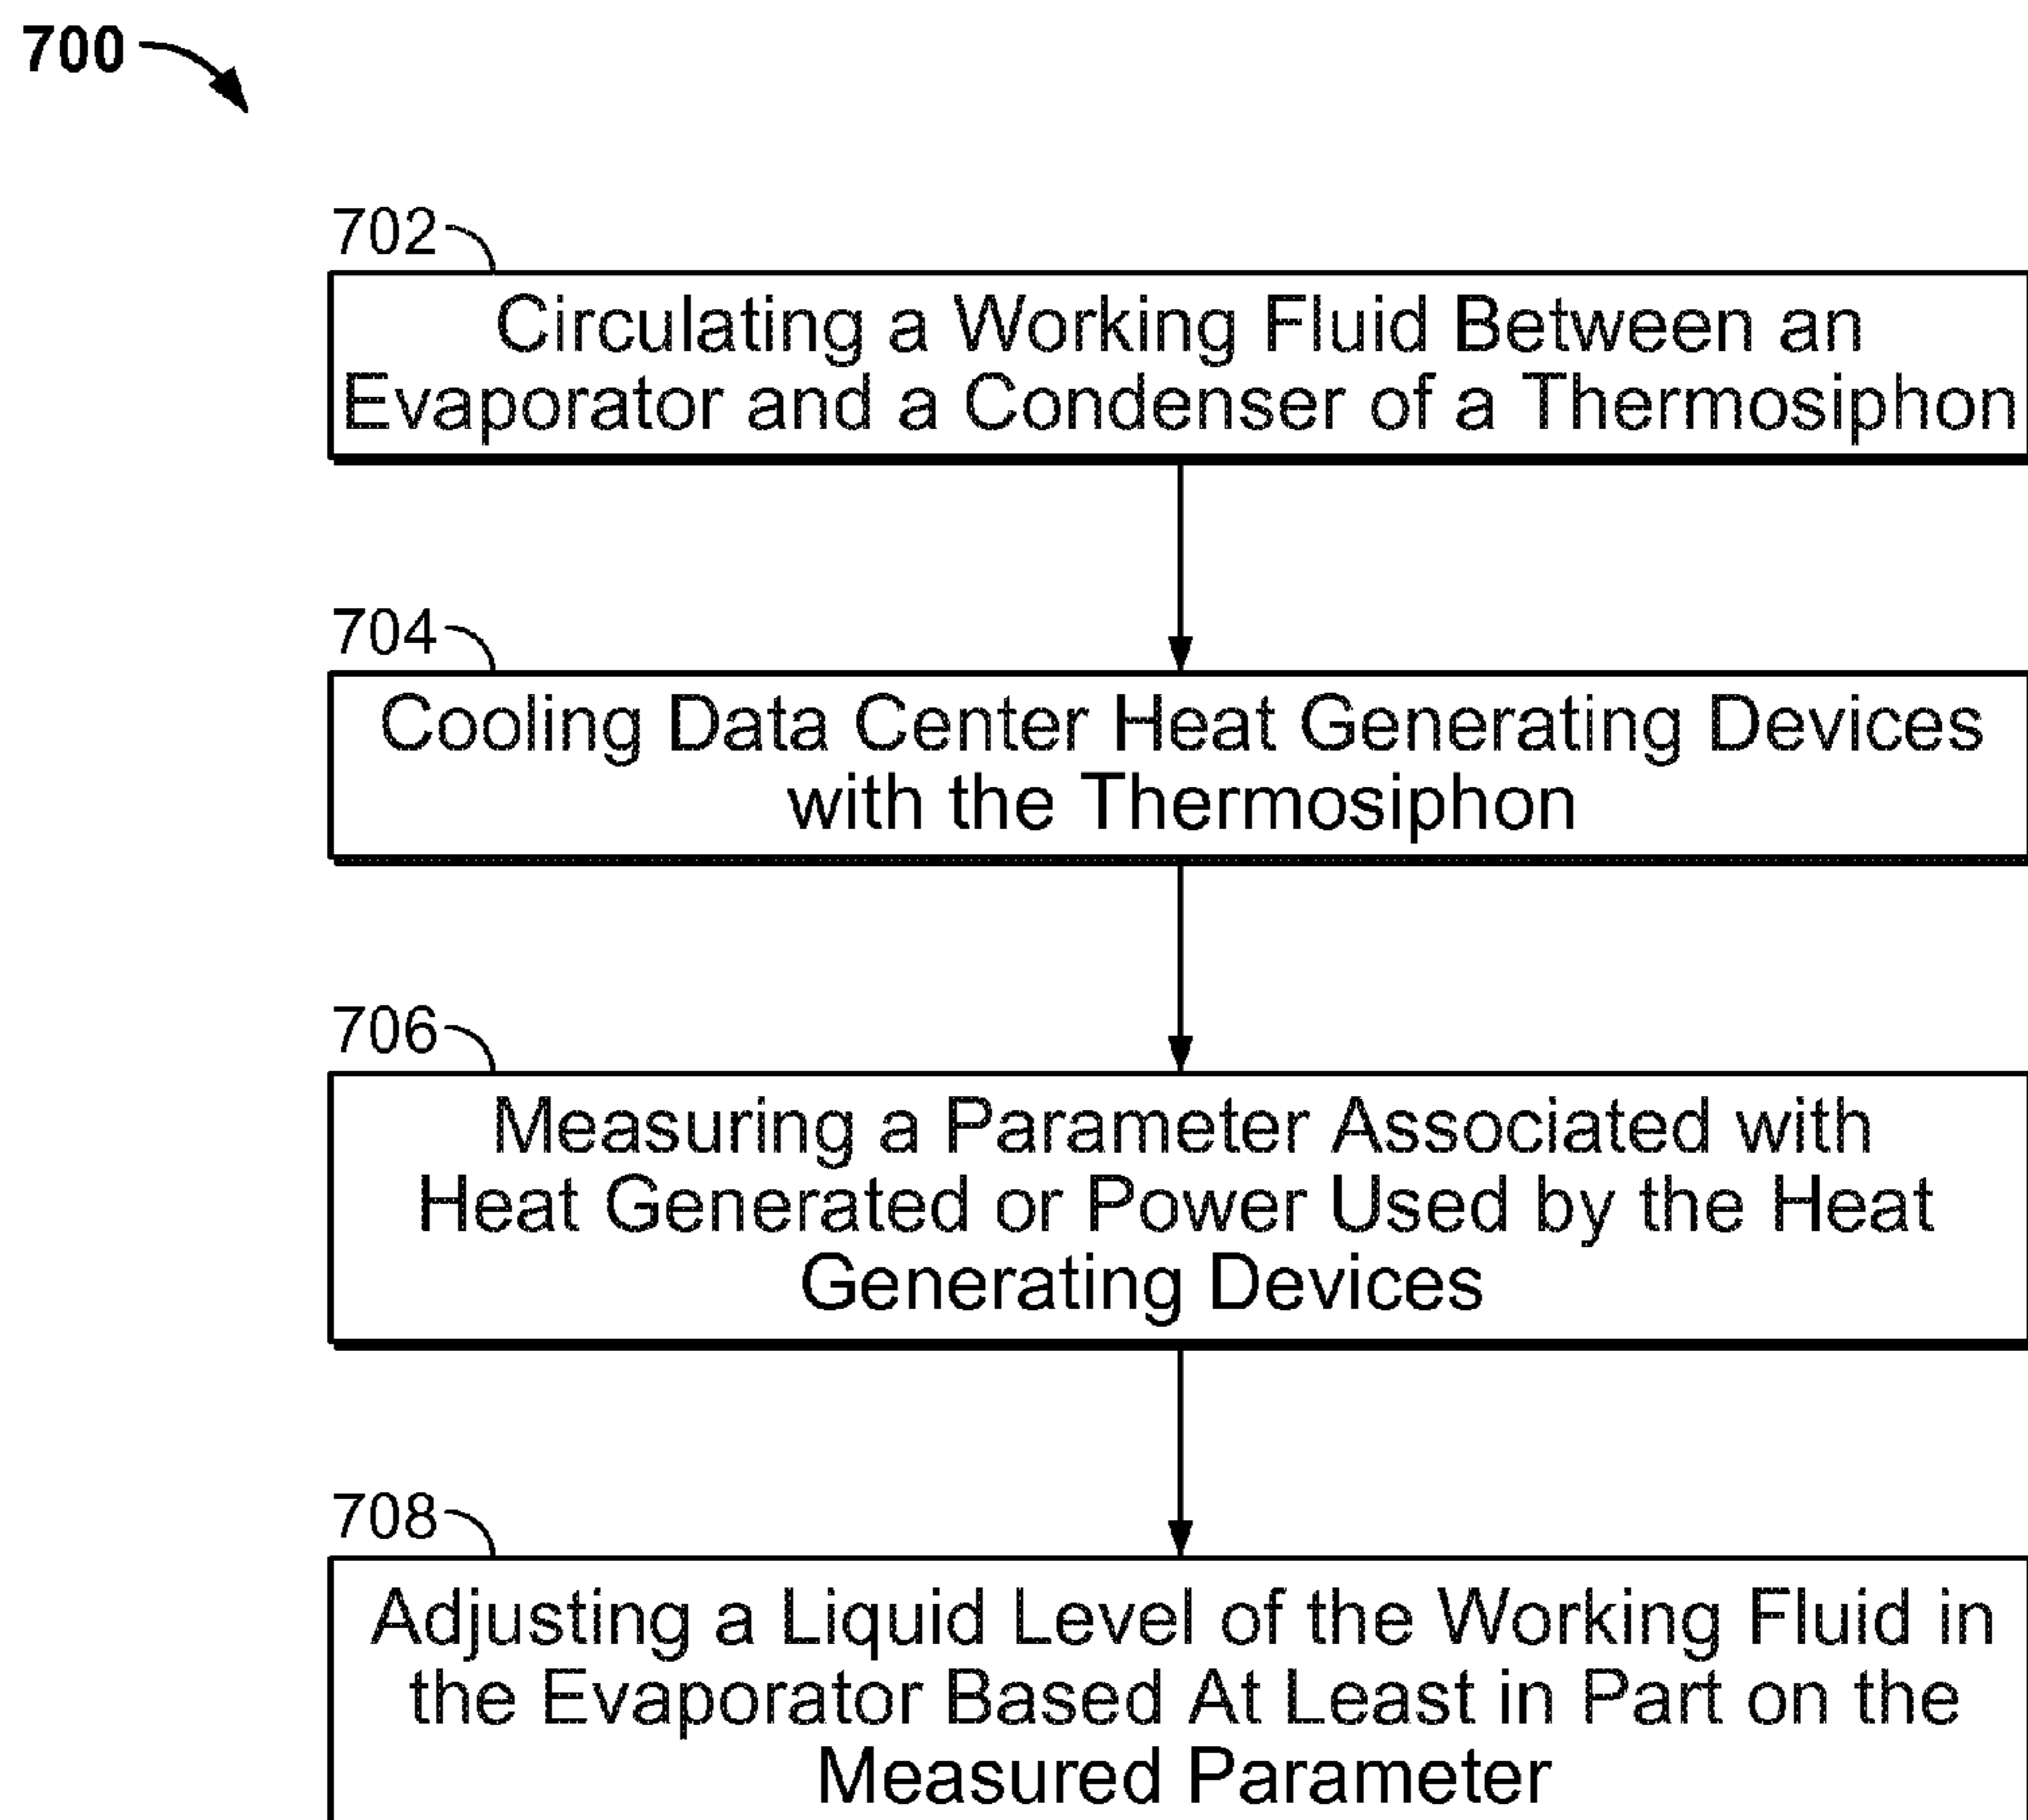 700
702
Circulating a Working Fluid Between an
Evaporator and a Condenser of a Thermosiphon
704
Cooling Data Center Heat Generating Devices
with the Thermosiphon
706
Measuring a Parameter Associated with
Heat Generated or Power Used by the Heat
Generating Devices
708
Adjusting a Liquid Level of the Working Fluid in
the Evaporator Based At Least in Part on the
Measured Parameter